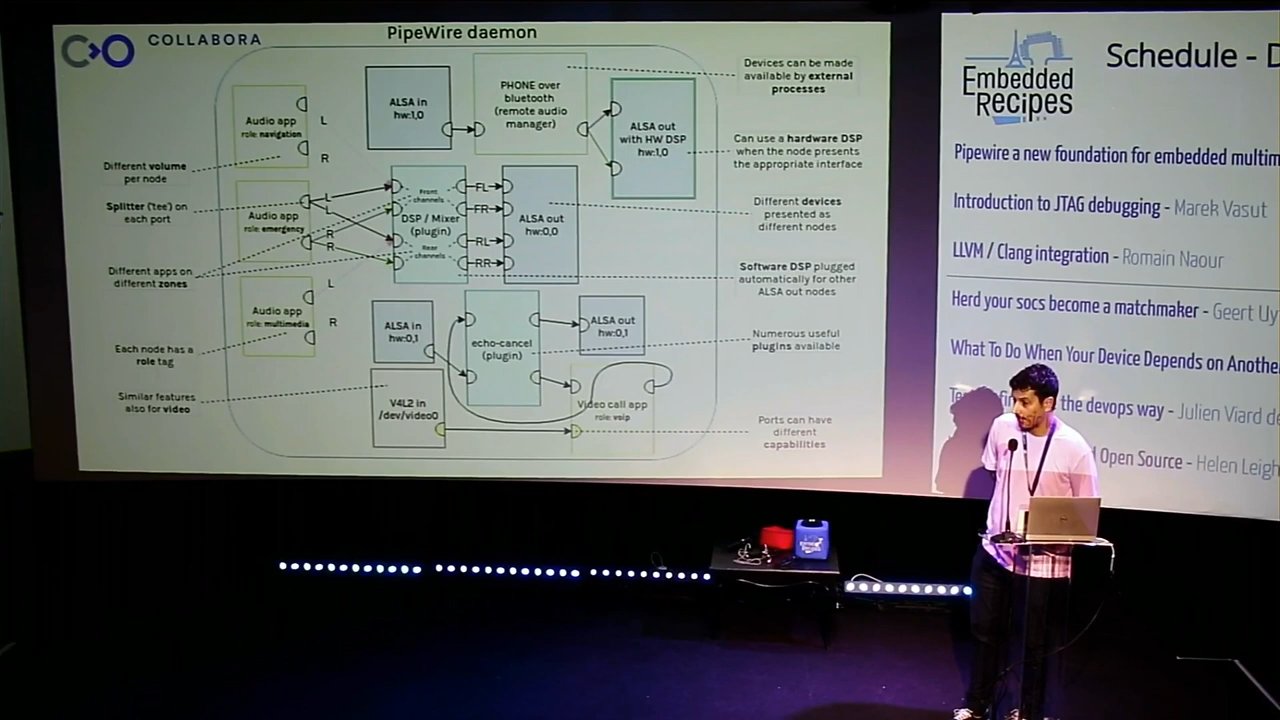 COLLABORA
PipeWire daemon
Audio app
role: navigation
L
R
ALSA in
hw:1,0
PHONE over
bluetooth
(remote audio
manager)
ALSA out
with HW DSP
hw:1,0
Devices can be made
available by external
processes
Can use a hardware DSP
when the node presents
the appropriate interface
Different volume
per node
Splitter ('tee') on
each port
Different apps on
different zones
Audio app
role: emergency
L
L
R
R
Front
channels
DSP / Mixer
(plugin)
Rear
channels
FL
FR
RL
RR
ALSA out
hw:0,0
Different devices
presented as
different nodes
Software DSP plugged
automatically for other
ALSA out nodes
Audio app
role: multimedia
L
R
Each node has a
role tag
Similar features
also for video
ALSA in
hw:0,1
echo-cancel
(plugin)
ALSA out
hw:0,1
Numerous useful
plugins available
V4L2 in
/dev/video0
Video call app
role: voip
Ports can have
different
capabilities
Embedded
Recipes
Schedule - D
Pipewire a new foundation for embedded multim
Introduction to JTAG debugging - Marek Vasut
LLVM / Clang integration - Romain Naour
Herd your socs become a matchmaker - Geert Uy
What To Do When Your Device Depends on Anothe
the devops way - Julien Viard de
Open Source - Helen Leigh